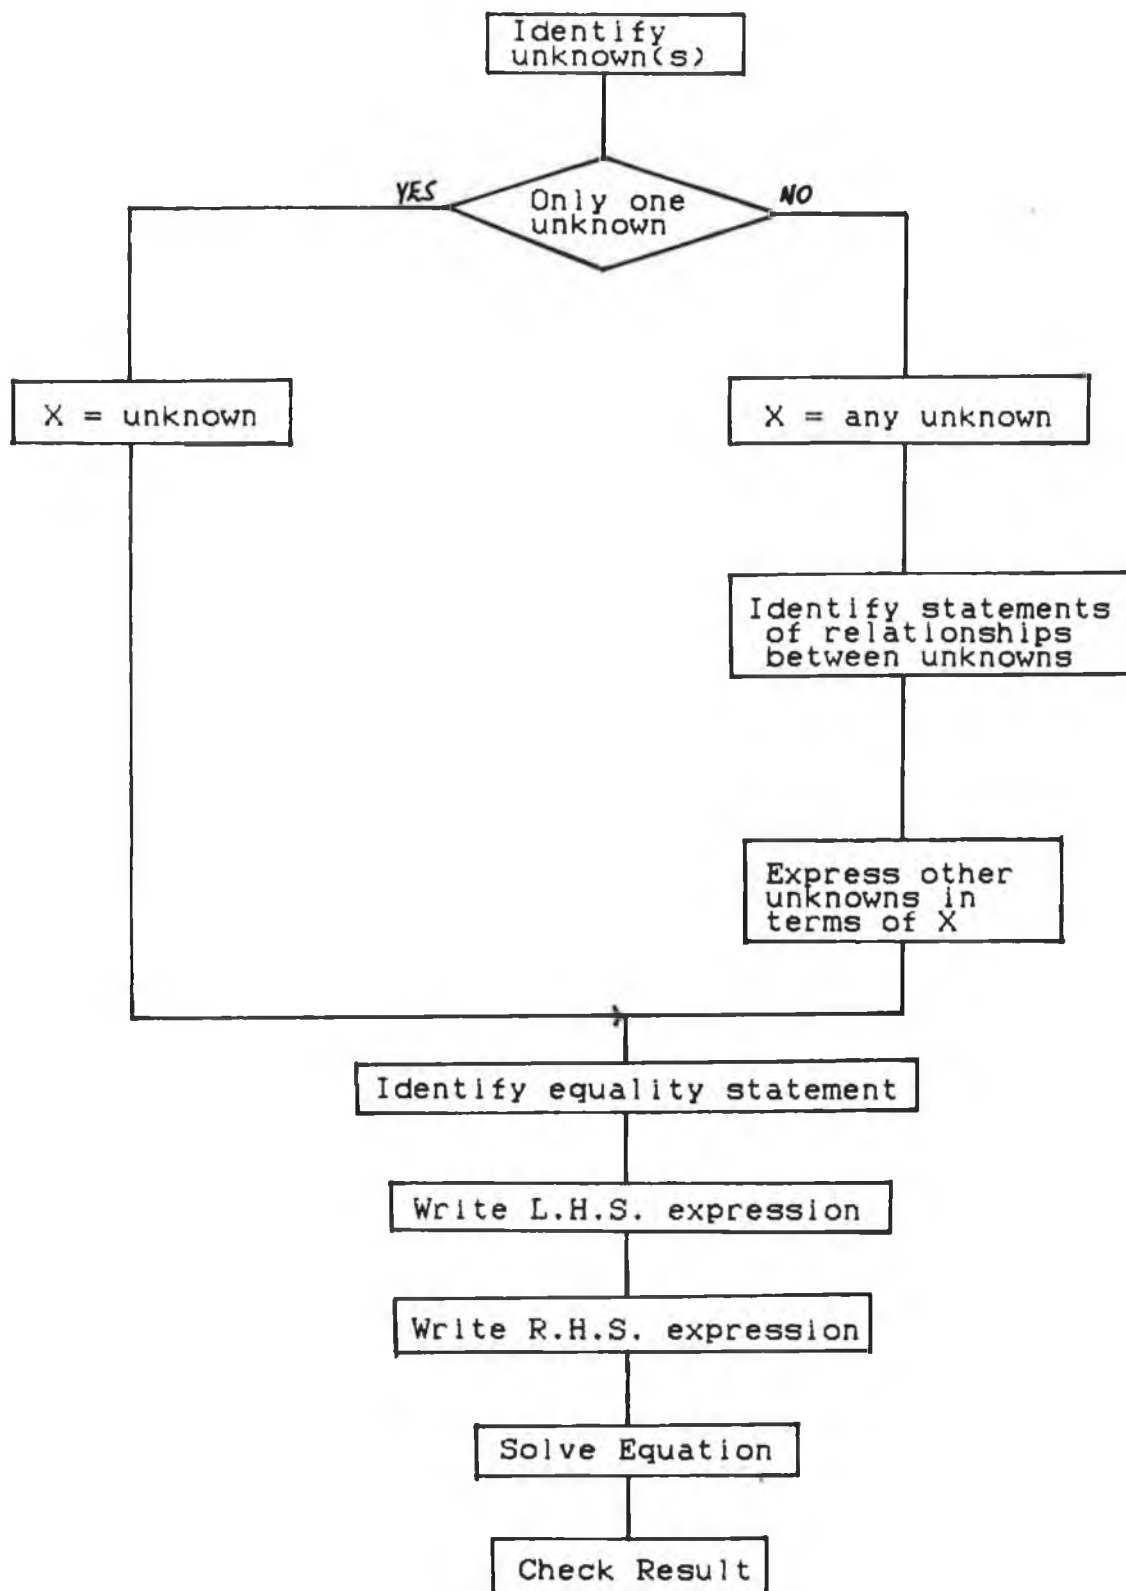 Identify
unknown(s)
YES
Only one
unknown
NO
X = unknown
X = any unknown
Identify statements
of relationships
between unknowns
Express other
unknowns in
terms of X
Identify equality statement
Write L.H.S. expression
Write R.H.S. expression
Solve Equation
Check Result